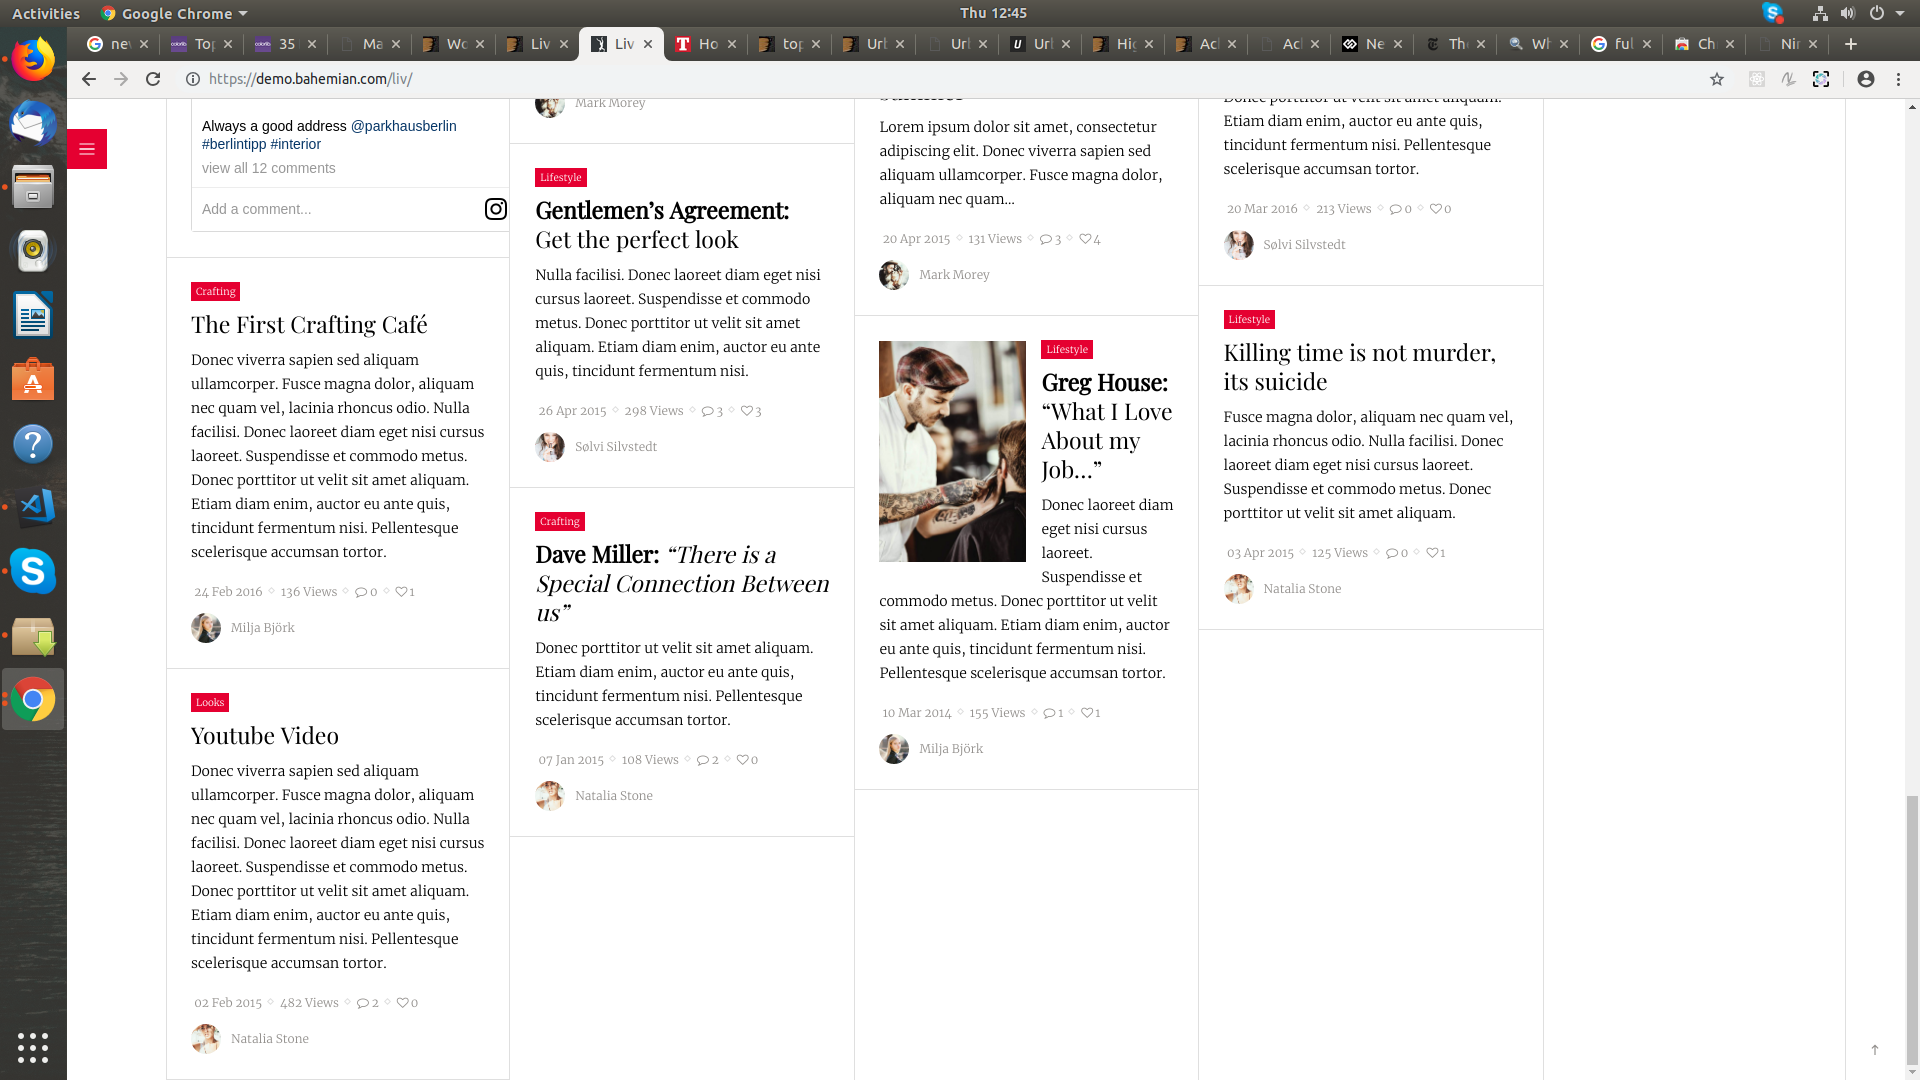 Activities
Google Chrome
Thu 12:45
nev
Top
35
Ma
Wo
Liv
Liv
Ho
top
Urb
Url
Url
Hig
Act
Act
Ne
The
Wh
ful
Ch
Nir
https://demo.bahemian.com/liv/
Always a good address @parkhausberlin
#berlintipp #interior
view all 12 comments
Add a comment...
Crafting
The First Crafting Café
Donec viverra sapien sed aliquam
ullamcorper. Fusce magna dolor, aliquam
nec quam vel, lacinia rhoncus odio. Nulla
facilisi. Donec laoreet diam eget nisi cursus
laoreet. Suspendisse et commodo metus.
Donec porttitor ut velit sit amet aliquam.
Etiam diam enim, auctor eu ante quis,
tincidunt fermentum nisi. Pellentesque
scelerisque accumsan tortor.
24 Feb 2016 136 Views 0 1
Milja Björk
Looks
Youtube Video
Donec viverra sapien sed aliquam
ullamcorper. Fusce magna dolor, aliquam
nec quam vel, lacinia rhoncus odio. Nulla
facilisi. Donec laoreet diam eget nisi cursus
laoreet. Suspendisse et commodo metus.
Donec porttitor ut velit sit amet aliquam.
Etiam diam enim, auctor eu ante quis,
tincidunt fermentum nisi. Pellentesque
scelerisque accumsan tortor.
02 Feb 2015 482 Views 2 0
Natalia Stone
Mark Morey
Lifestyle
Gentlemen’s Agreement:
Get the perfect look
Nulla facilisi. Donec laoreet diam eget nisi
cursus laoreet. Suspendisse et commodo
metus. Donec porttitor ut velit sit amet
aliquam. Etiam diam enim, auctor eu ante
quis, tincidunt fermentum nisi.
26 Apr 2015 298 Views 3 3
Sølvi Silvstedt
Crafting
Dave Miller: “There is a
Special Connection Between
us”
Donec porttitor ut velit sit amet aliquam.
Etiam diam enim, auctor eu ante quis,
tincidunt fermentum nisi. Pellentesque
scelerisque accumsan tortor.
07 Jan 2015 108 Views 2 0
Natalia Stone
Lorem ipsum dolor sit amet, consectetur
adipiscing elit. Donec viverra sapien sed
aliquam ullamcorper. Fusce magna dolor,
aliquam nec quam…
20 Apr 2015 131 Views 3 4
Mark Morey
Lifestyle
Greg House:
“What I Love
About my
Job…”
Donec laoreet diam
eget nisi cursus
laoreet.
Suspendisse et
commodo metus. Donec porttitor ut velit
sit amet aliquam. Etiam diam enim, auctor
eu ante quis, tincidunt fermentum nisi.
Pellentesque scelerisque accumsan tortor.
10 Mar 2014 155 Views 1 1
Milja Björk
Donec porttitor ut velit sit amet aliquam.
Etiam diam enim, auctor eu ante quis,
tincidunt fermentum nisi. Pellentesque
scelerisque accumsan tortor.
20 Mar 2016 213 Views 0 0
Sølvi Silvstedt
Lifestyle
Killing time is not murder,
its suicide
Fusce magna dolor, aliquam nec quam vel,
lacinia rhoncus odio. Nulla facilisi. Donec
laoreet diam eget nisi cursus laoreet.
Suspendisse et commodo metus. Donec
porttitor ut velit sit amet aliquam.
03 Apr 2015 125 Views 0 1
Natalia Stone